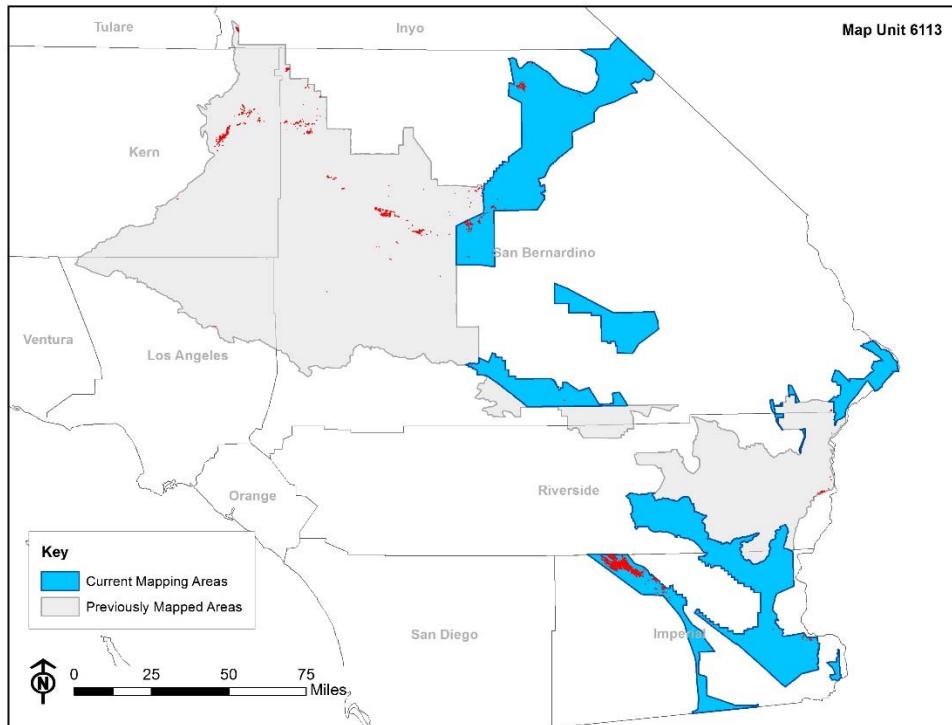 Tulare
Inyo
Map Unit 6113
Kern
San Bernardino
Ventura
Los Angeles
Orange
Riverside
Key
Current Mapping Areas
Previously Mapped Areas
San Diego
Imperial
N
0 25 50 75
Miles